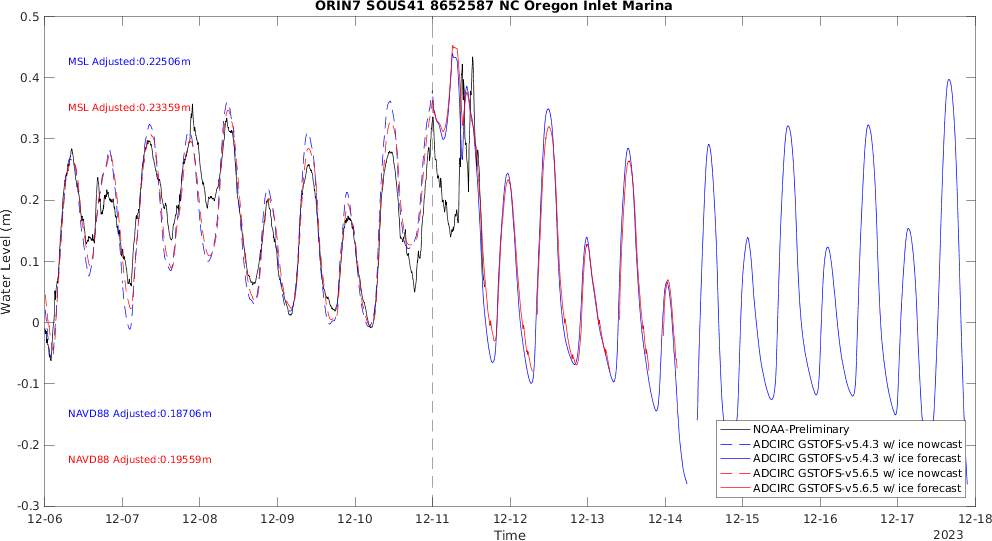 ORIN7 SOUS41 8652587 NC Oregon Inlet Marina
0.5
0.4
0.3
0.2
0.1
0
-0.1
-0.2
-0.3
Water Level (m)
MSL Adjusted:0.22506m
MSL Adjusted:0.23359m
NAVD88 Adjusted:0.18706m
NAVD88 Adjusted:0.19559m
NOAA-Preliminary
ADCIRC GSTOFS-v5.4.3 w/ ice nowcast
ADCIRC GSTOFS-v5.4.3 w/ ice forecast
ADCIRC GSTOFS-v5.6.5 w/ ice nowcast
ADCIRC GSTOFS-v5.6.5 w/ ice forecast
12-06 12-07 12-08 12-09 12-10 12-11 12-12 12-13 12-14 12-15 12-16 12-17 12-18
Time
2023